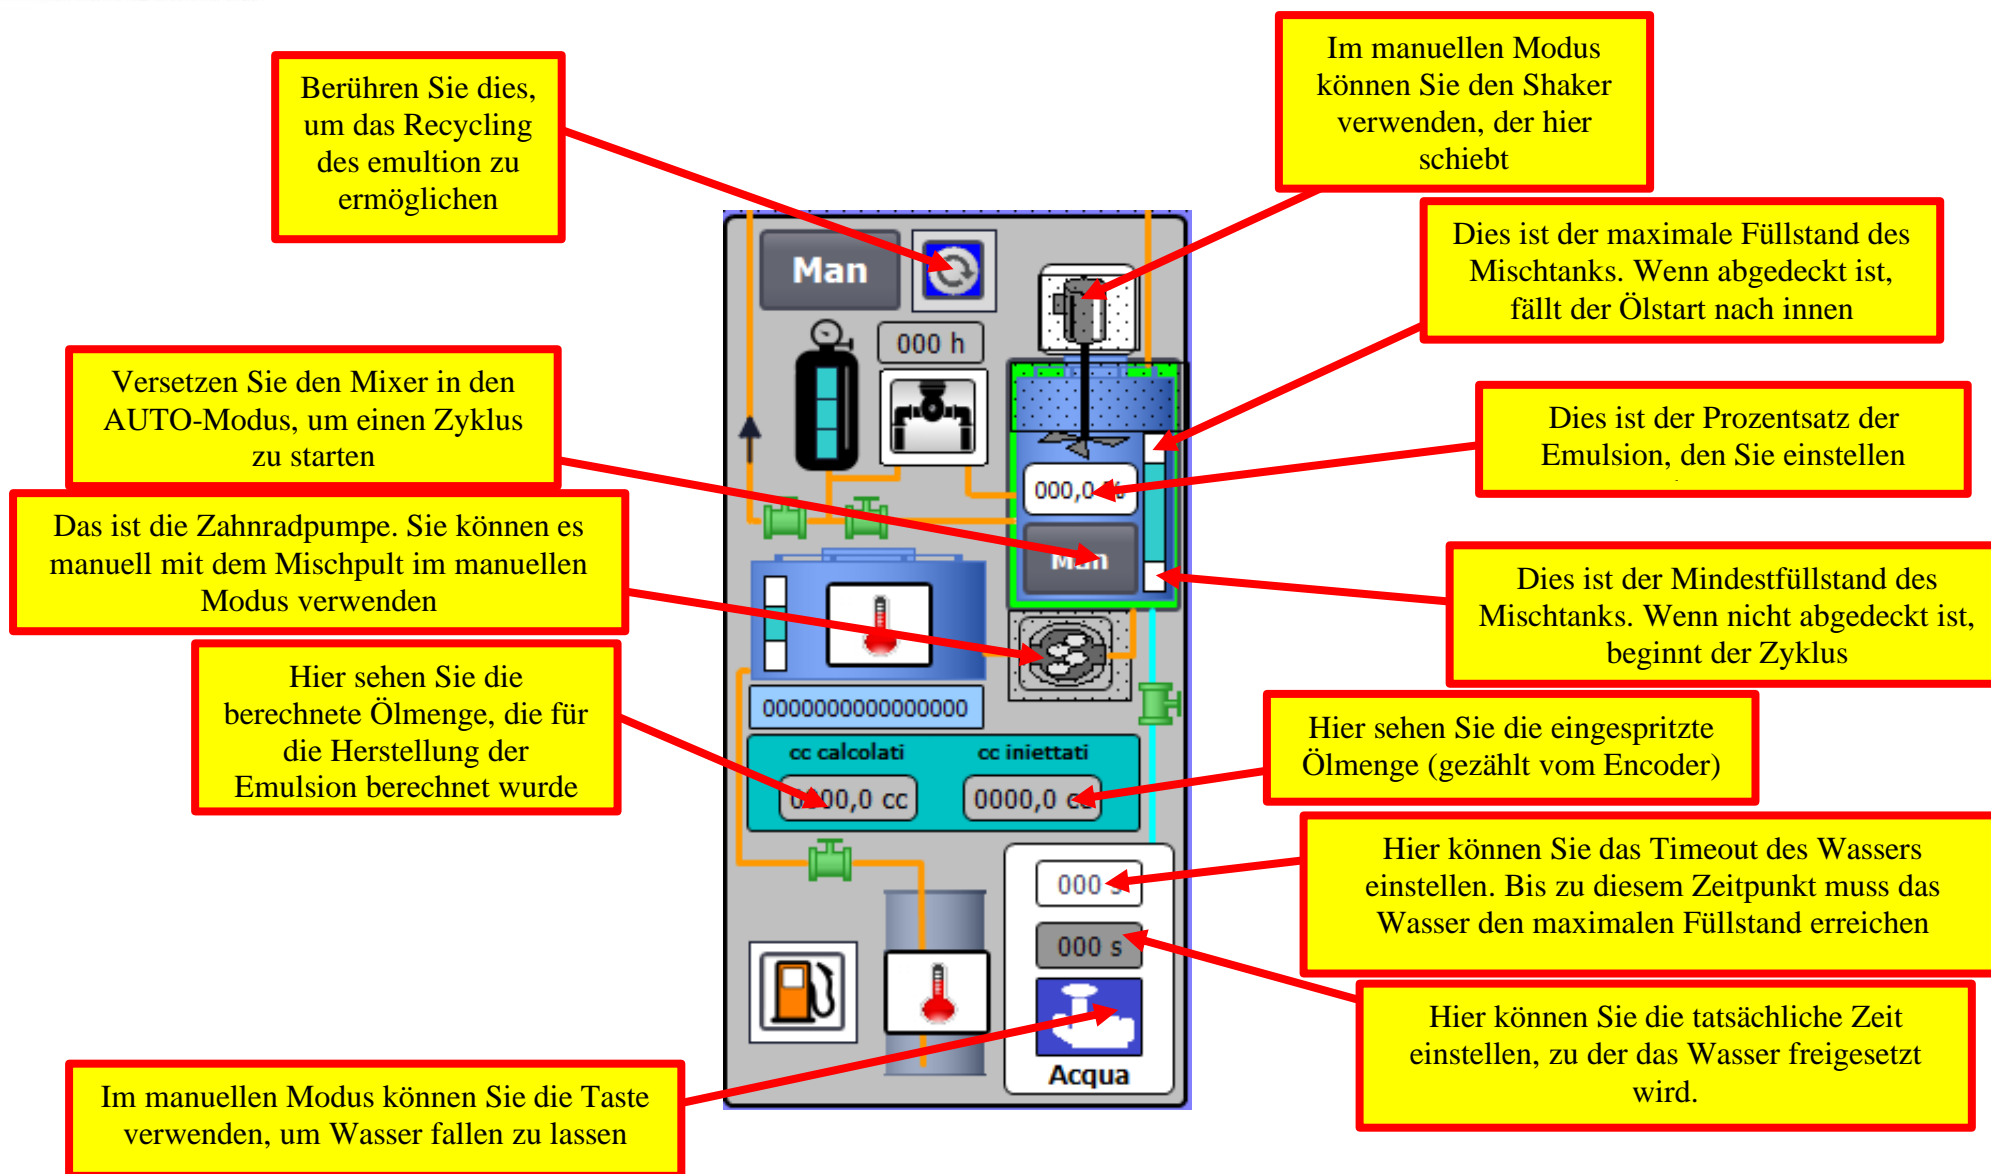 Berühren Sie dies,
um das Recycling
des emultion zu
ermöglichen
Im manuellen Modus
können Sie den Shaker
verwenden, der hier
schiebt
Dies ist der maximale Füllstand des
Mischtanks. Wenn abgedeckt ist,
fällt der Ölstart nach innen
Versetzen Sie den Mixer in den
AUTO-Modus, um einen Zyklus
zu starten
Dies ist der Prozentsatz der
Emulsion, den Sie einstellen
Das ist die Zahnradpumpe. Sie können es
manuell mit dem Mischpult im manuellen
Modus verwenden
Dies ist der Mindestfüllstand des
Mischtanks. Wenn nicht abgedeckt ist,
beginnt der Zyklus
Hier sehen Sie die
berechnete Ölmenge, die für
die Herstellung der
Emulsion berechnet wurde
Hier sehen Sie die eingespritzte
Ölmenge (gezählt vom Encoder)
Hier können Sie das Timeout des Wassers
einstellen. Bis zu diesem Zeitpunkt muss das
Wasser den maximalen Füllstand erreichen
Hier können Sie die tatsächliche Zeit
einstellen, zu der das Wasser freigesetzt
wird.
Im manuellen Modus können Sie die Taste
verwenden, um Wasser fallen zu lassen
Man
000 h
000,0 %
Man
0000000000000000
cc calcolati
cc iniettati
0000,0 cc
0000,0 cc
000 s
000 s
Acqua